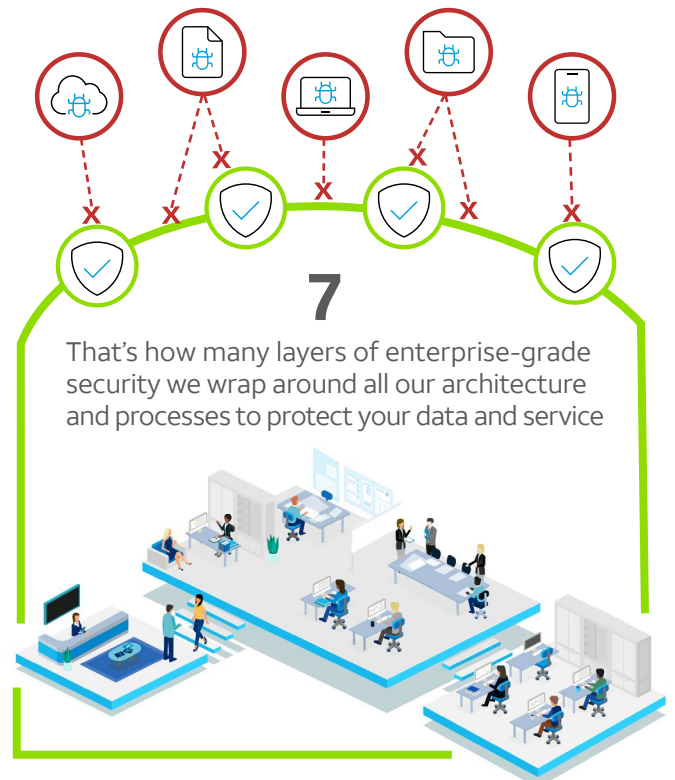 7
That’s how many layers of enterprise-grade
security we wrap around all our architecture
and processes to protect your data and service